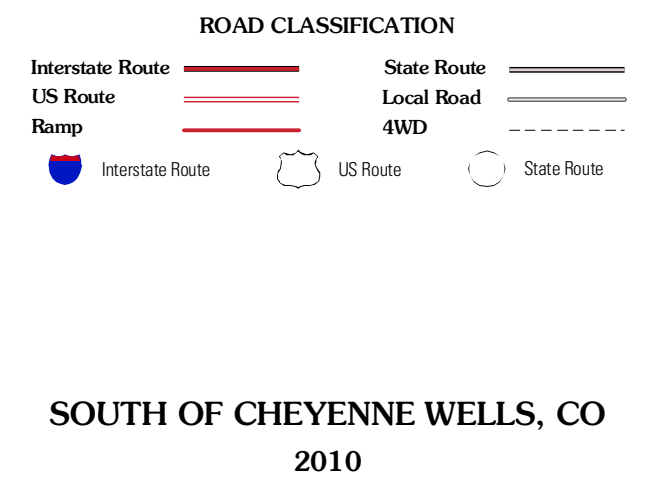 ROAD CLASSIFICATION
Interstate Route State Route
US Route Local Road
Ramp 4WD
Interstate Route US Route State Route
SOUTH OF CHEYENNE WELLS, CO
2010